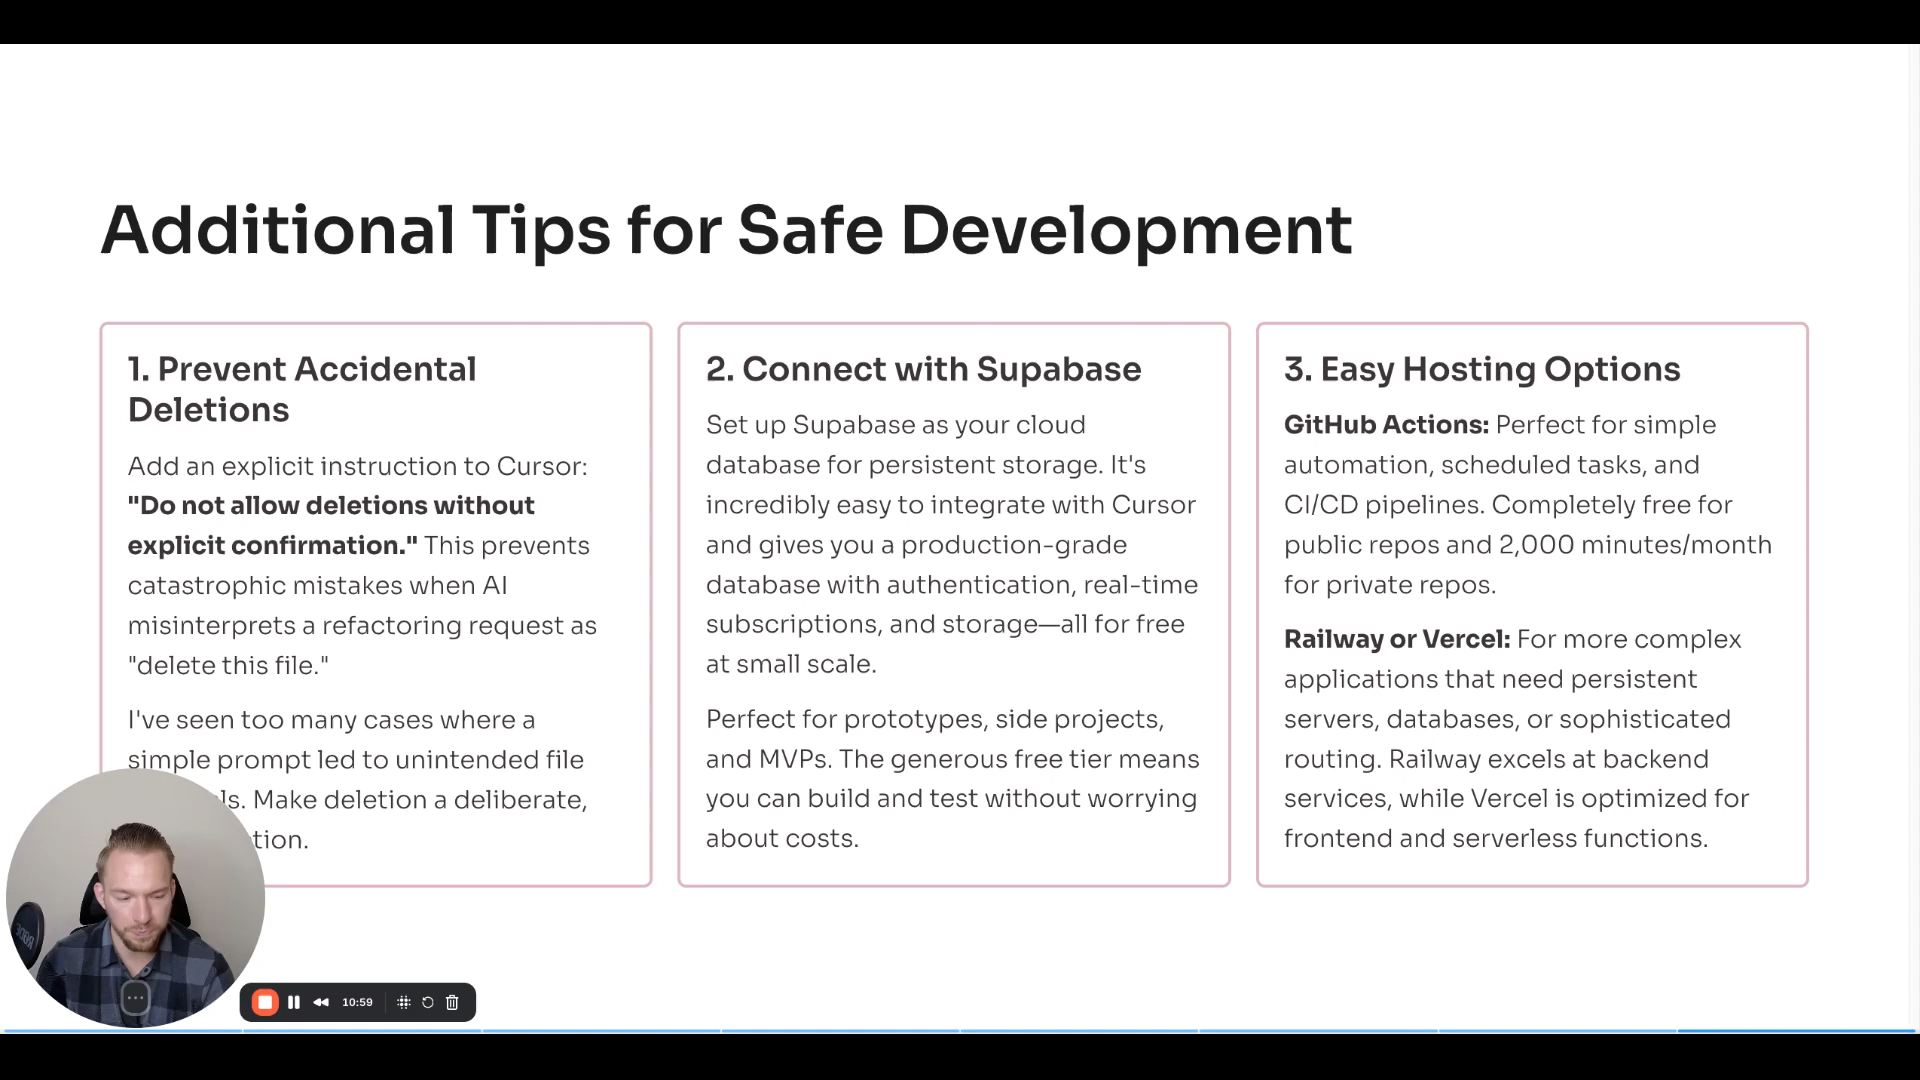 Additional Tips for Safe Development
1. Prevent Accidental
Deletions
Add an explicit instruction to Cursor:
"Do not allow deletions without
explicit confirmation." This prevents
catastrophic mistakes when AI
misinterprets a refactoring request as
"delete this file."
I've seen too many cases where a
simple prompt led to unintended file
Make deletion a deliberate,
2. Connect with Supabase
Set up Supabase as your cloud
database for persistent storage. It's
incredibly easy to integrate with Cursor
and gives you a production-grade
database with authentication, real-time
subscriptions, and storage—all for free
at small scale.
Perfect for prototypes, side projects,
and MVPs. The generous free tier means
you can build and test without worrying
about costs.
3. Easy Hosting Options
GitHub Actions: Perfect for simple
automation, scheduled tasks, and
CI/CD pipelines. Completely free for
public repos and 2,000 minutes/month
for private repos.
Railway or Vercel: For more complex
applications that need persistent
servers, databases, or sophisticated
routing. Railway excels at backend
services, while Vercel is optimized for
frontend and serverless functions.
RØDE
10:59